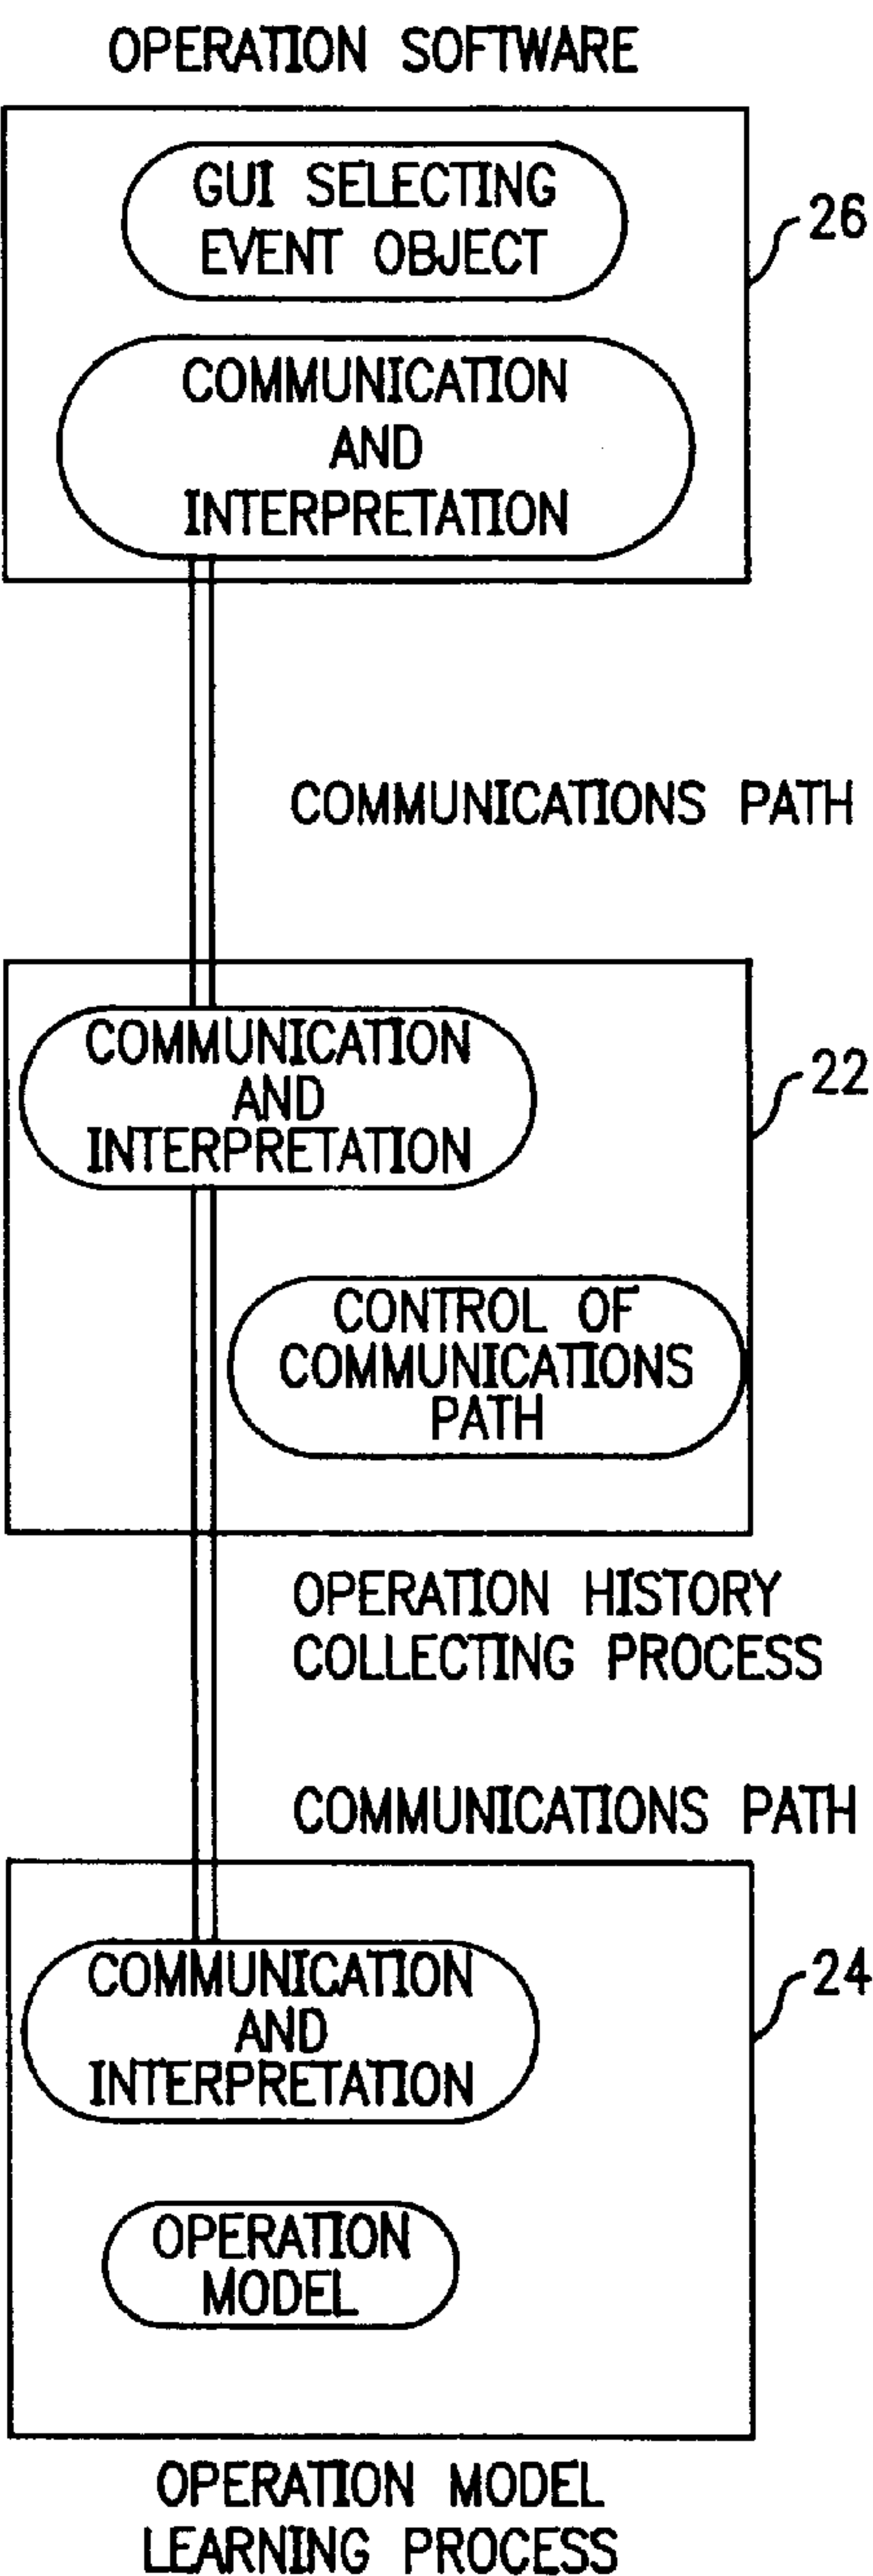 OPERATION SOFTWARE
GUI SELECTING
EVENT OBJECT
26
COMMUNICATION
AND
INTERPRETATION
COMMUNICATIONS PATH
COMMUNICATION
AND
INTERPRETATION
22
CONTROL OF
COMMUNICATIONS
PATH
OPERATION HISTORY
COLLECTING PROCESS
COMMUNICATIONS PATH
COMMUNICATION
AND
INTERPRETATION
24
OPERATION
MODEL
OPERATION MODEL
LEARNING PROCESS